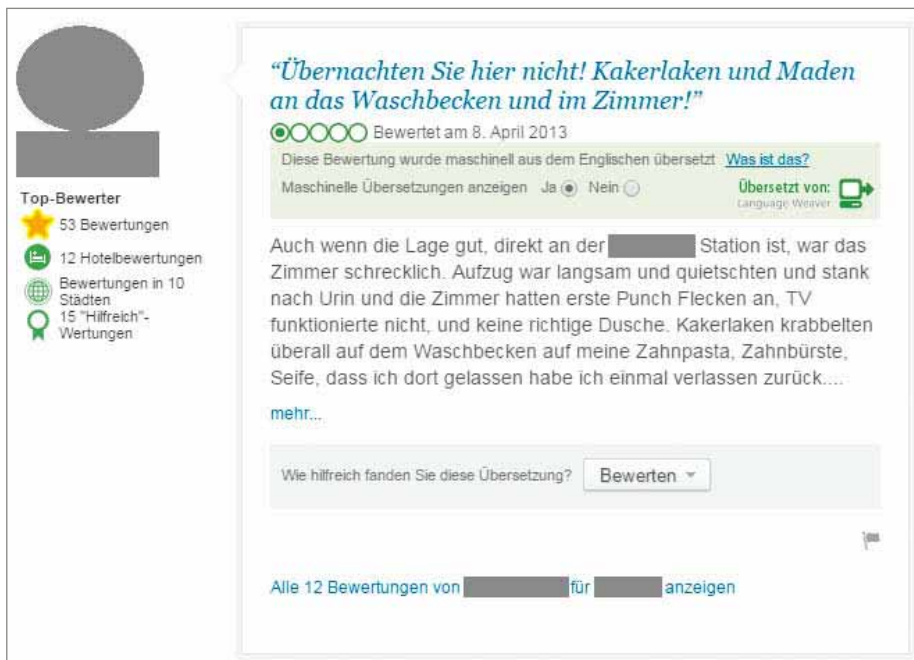 “Übernachten Sie hier nicht! Kakerlaken und Maden
an das Waschbecken und im Zimmer!”
Bewertet am 8. April 2013
Diese Bewertung wurde maschinell aus dem Englischen übersetzt Was ist das?
Maschinelle Übersetzungen anzeigen Ja Nein
Übersetzt von:
Language Weaver
Top-Bewerter
53 Bewertungen
12 Hotelbewertungen
Bewertungen in 10
Städten
15 "Hilfreich"-
Wertungen
Auch wenn die Lage gut, direkt an der Station ist, war das
Zimmer schrecklich. Aufzug war langsam und quietschten und stank
nach Urin und die Zimmer hatten erste Punch Flecken an, TV
funktionierte nicht, und keine richtige Dusche. Kakerlaken krabbelten
überall auf dem Waschbecken auf meine Zahnpasta, Zahnbürste,
Seife, dass ich dort gelassen habe ich einmal verlassen zurück....
mehr...
Wie hilfreich fanden Sie diese Übersetzung? Bewerten
Alle 12 Bewertungen von für anzeigen